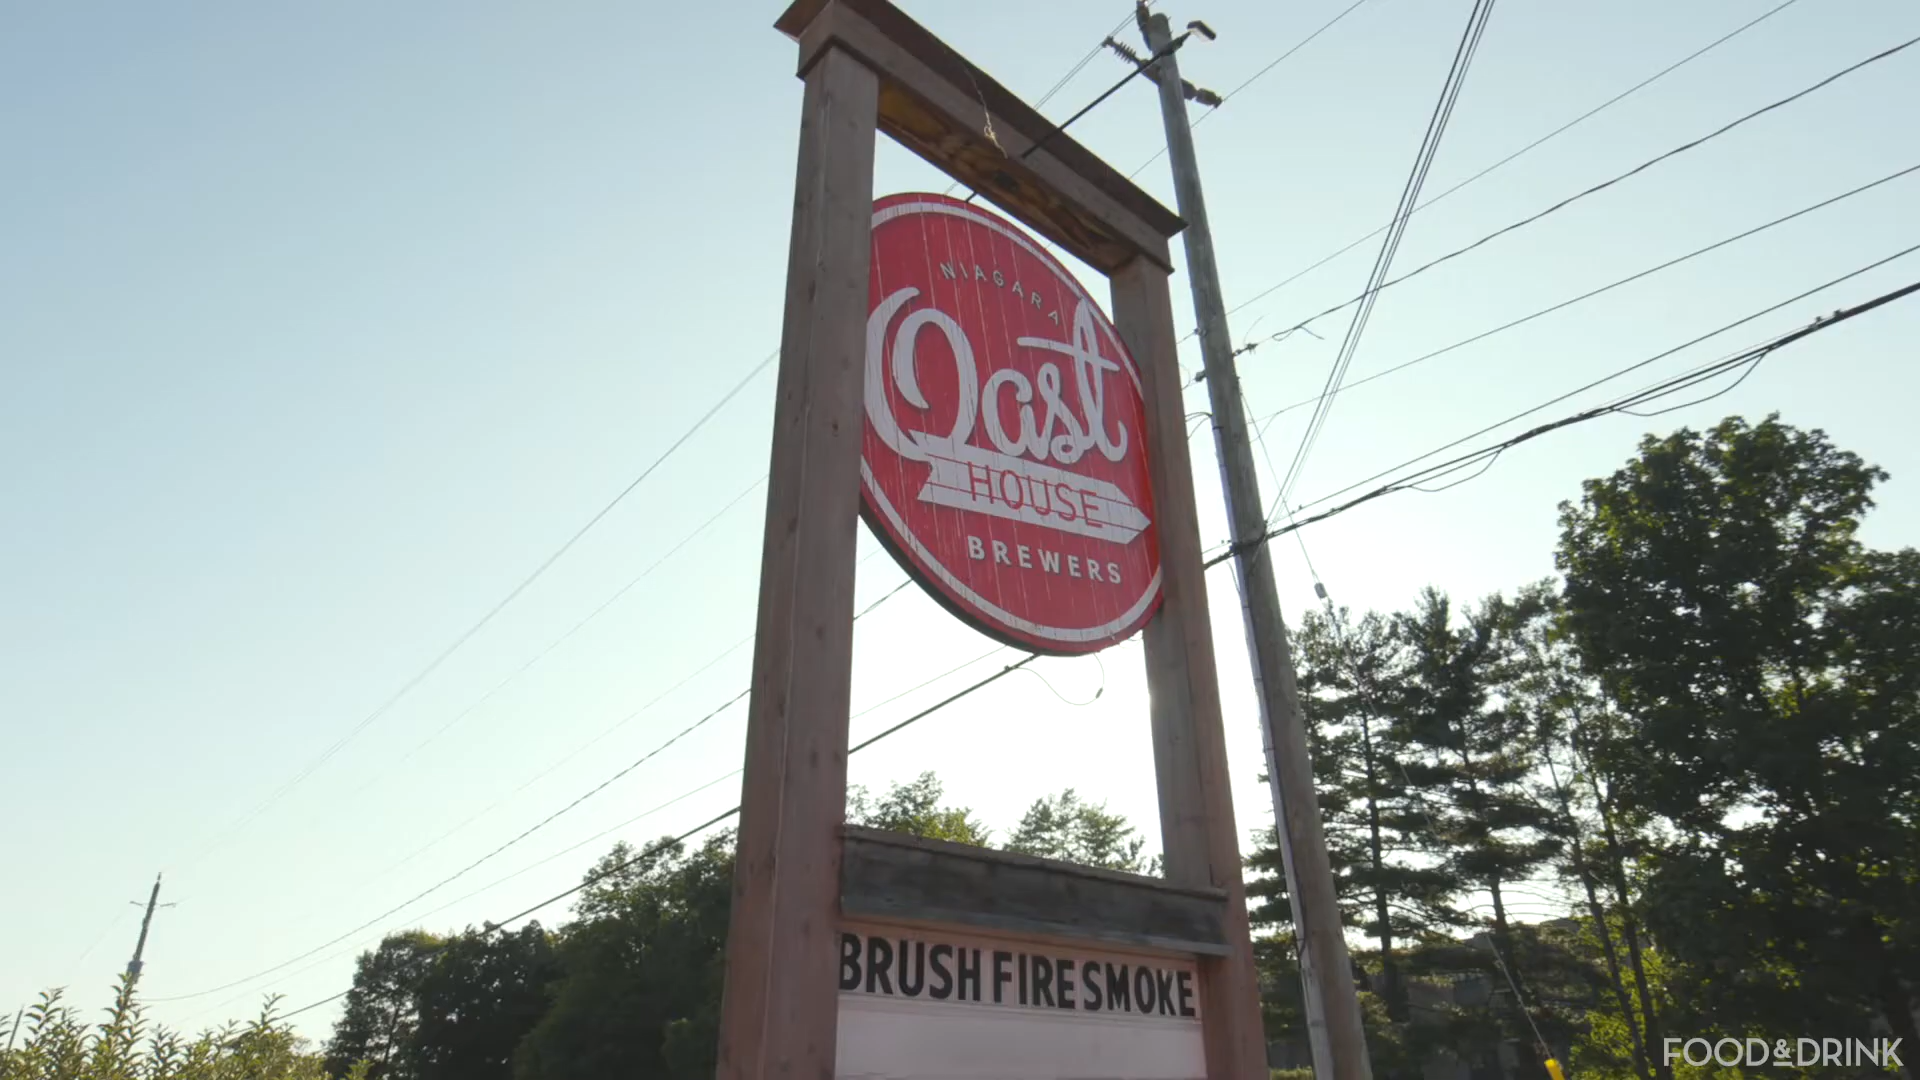 NIAGARA
Oast
HOUSE
BREWERS
BRUSH FIRE SMOKE
FOOD&DRINK